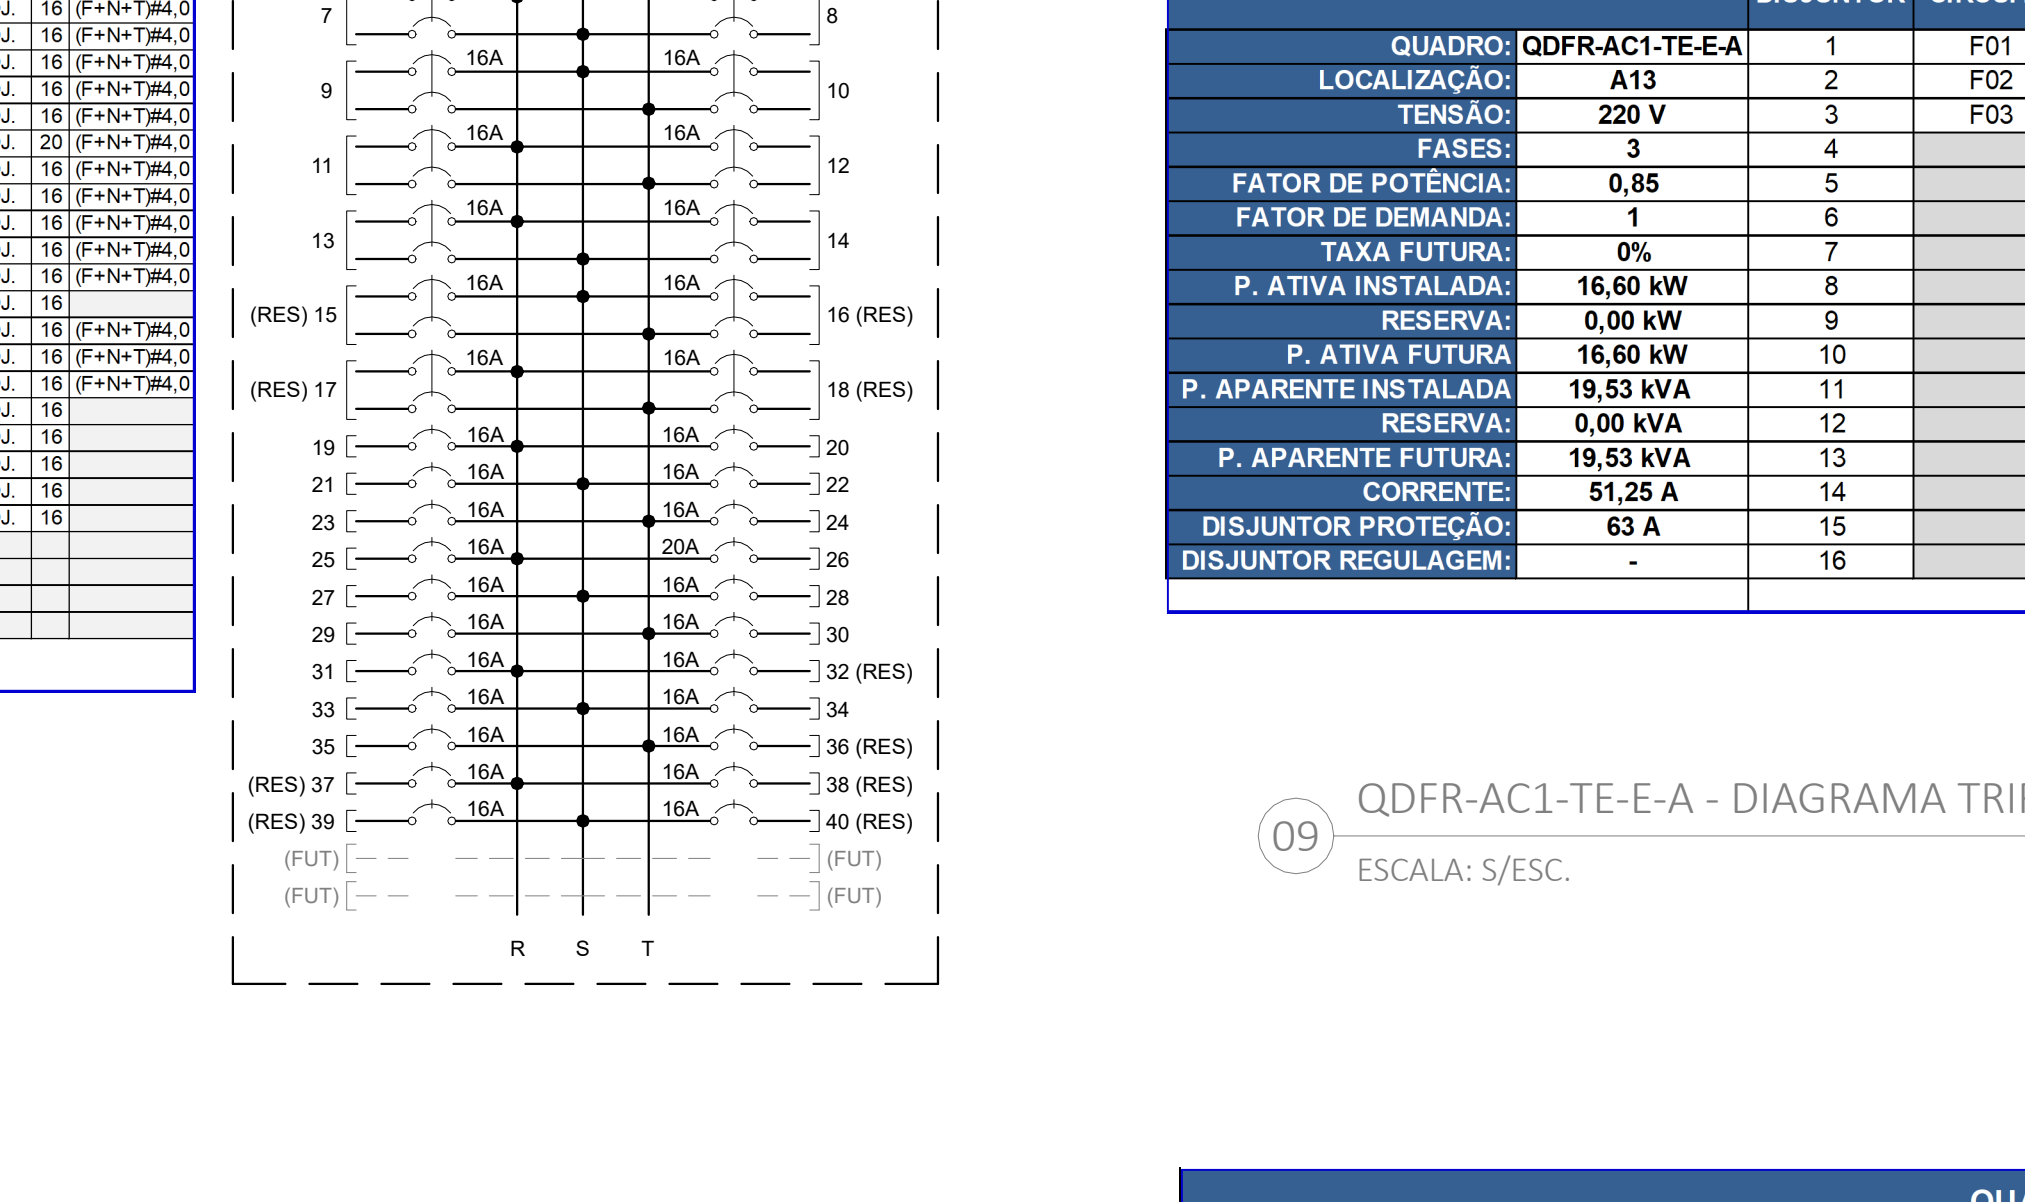 J. 16 (F+N+T)#4,0
J. 16 (F+N+T)#4,0
J. 16 (F+N+T)#4,0
J. 16 (F+N+T)#4,0
J. 16 (F+N+T)#4,0
J. 20 (F+N+T)#4,0
J. 16 (F+N+T)#4,0
J. 16 (F+N+T)#4,0
J. 16 (F+N+T)#4,0
J. 16 (F+N+T)#4,0
J. 16 (F+N+T)#4,0
J. 16
J. 16 (F+N+T)#4,0
J. 16 (F+N+T)#4,0
J. 16 (F+N+T)#4,0
J. 16
J. 16
J. 16
J. 16
J. 16
7 8
16A 16A
9 10
16A 16A
11 12
16A 16A
13 14
16A 16A
(RES) 15 16 (RES)
16A 16A
(RES) 17 18 (RES)
19 16A 16A 20
21 16A 16A 22
23 16A 16A 24
25 16A 20A 26
27 16A 16A 28
29 16A 16A 30
31 16A 16A 32 (RES)
33 16A 16A 34
35 16A 16A 36 (RES)
(RES) 37 16A 16A 38 (RES)
(RES) 39 16A 16A 40 (RES)
(FUT) (FUT)
(FUT) (FUT)
R S T
QUADRO: QDFR-AC1-TE-E-A 1 F01
LOCALIZAÇÃO: A13 2 F02
TENSÃO: 220 V 3 F03
FASES: 3 4
FATOR DE POTÊNCIA: 0,85 5
FATOR DE DEMANDA: 1 6
TAXA FUTURA: 0% 7
P. ATIVA INSTALADA: 16,60 kW 8
RESERVA: 0,00 kW 9
P. ATIVA FUTURA 16,60 kW 10
P. APARENTE INSTALADA 19,53 kVA 11
RESERVA: 0,00 kVA 12
P. APARENTE FUTURA: 19,53 kVA 13
CORRENTE: 51,25 A 14
DISJUNTOR PROTEÇÃO: 63 A 15
DISJUNTOR REGULAGEM: - 16
09
QDFR-AC1-TE-E-A - DIAGRAMA TRI
ESCALA: S/ESC.